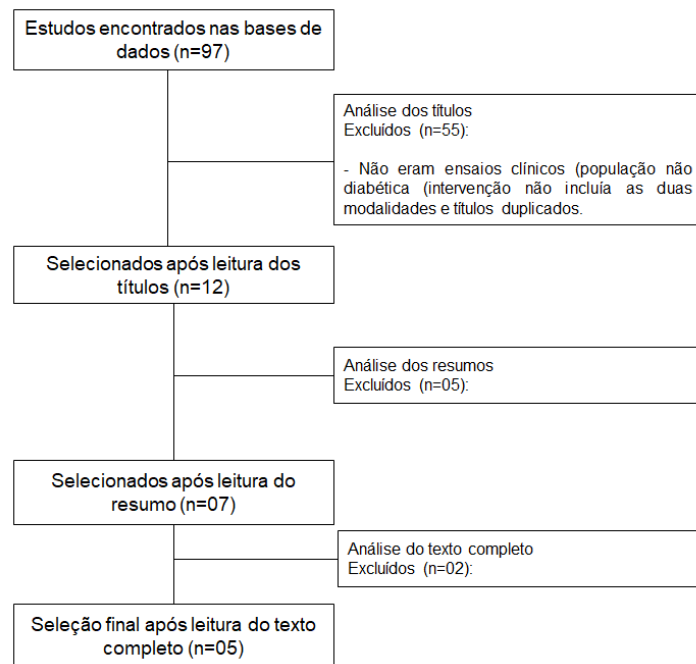 Estudos encontrados nas bases de
dados (n=97)
Análise dos títulos
Excluídos (n=55):
- Não eram ensaios clínicos (população não
diabética (intervenção não incluía as duas
modalidades e títulos duplicados.
Selecionados após leitura dos
títulos (n=12)
Análise dos resumos
Excluídos (n=05):
Selecionados após leitura do
resumo (n=07)
Análise do texto completo
Excluídos (n=02):
Seleção final após leitura do texto
completo (n=05)